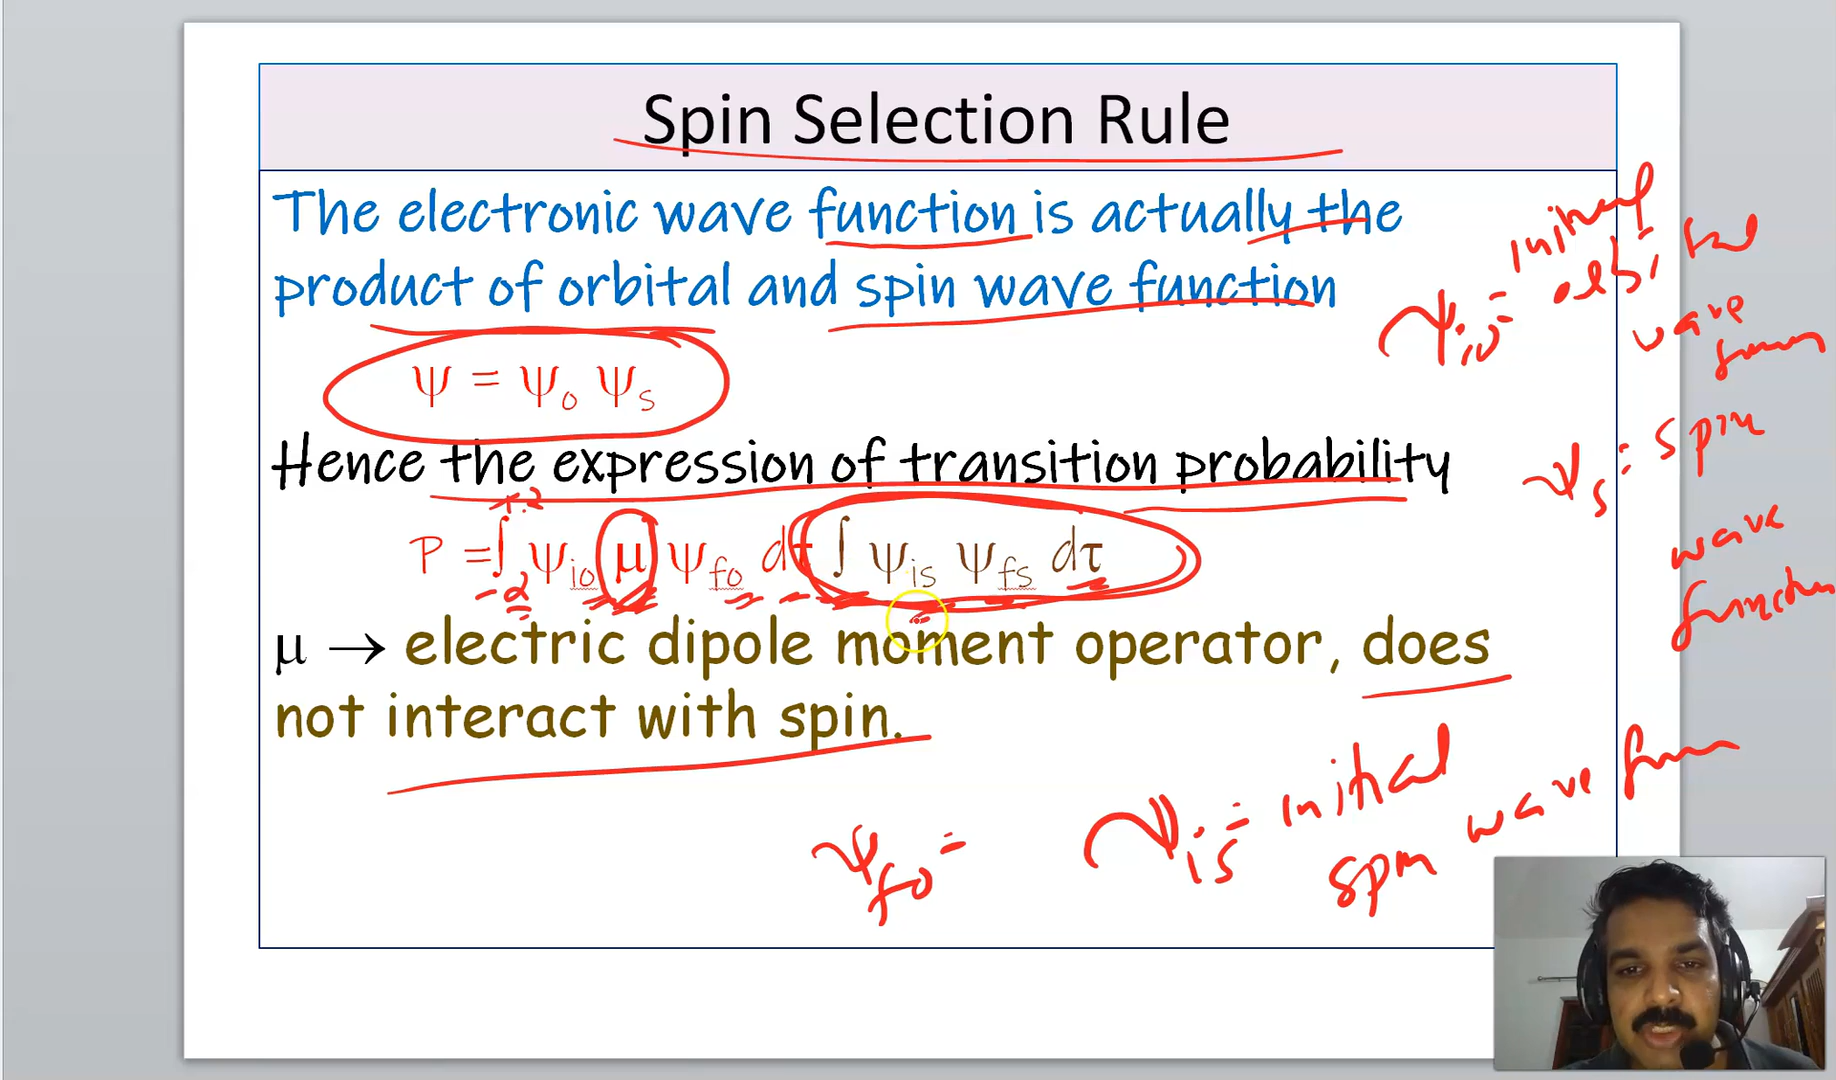 Spin Selection Rule
The electronic wave function is actually the
product of orbital and spin wave function
ψ = ψo ψs
Hence the expression of transition probability
P = ∫ ψio μ ψfo dτ ∫ ψis ψfs dτ
μ → electric dipole moment operator, does
not interact with spin.
ψio = initial
orbital
wave
ψs = spin
wave
function
ψfo =
ψis = initial
spin wave